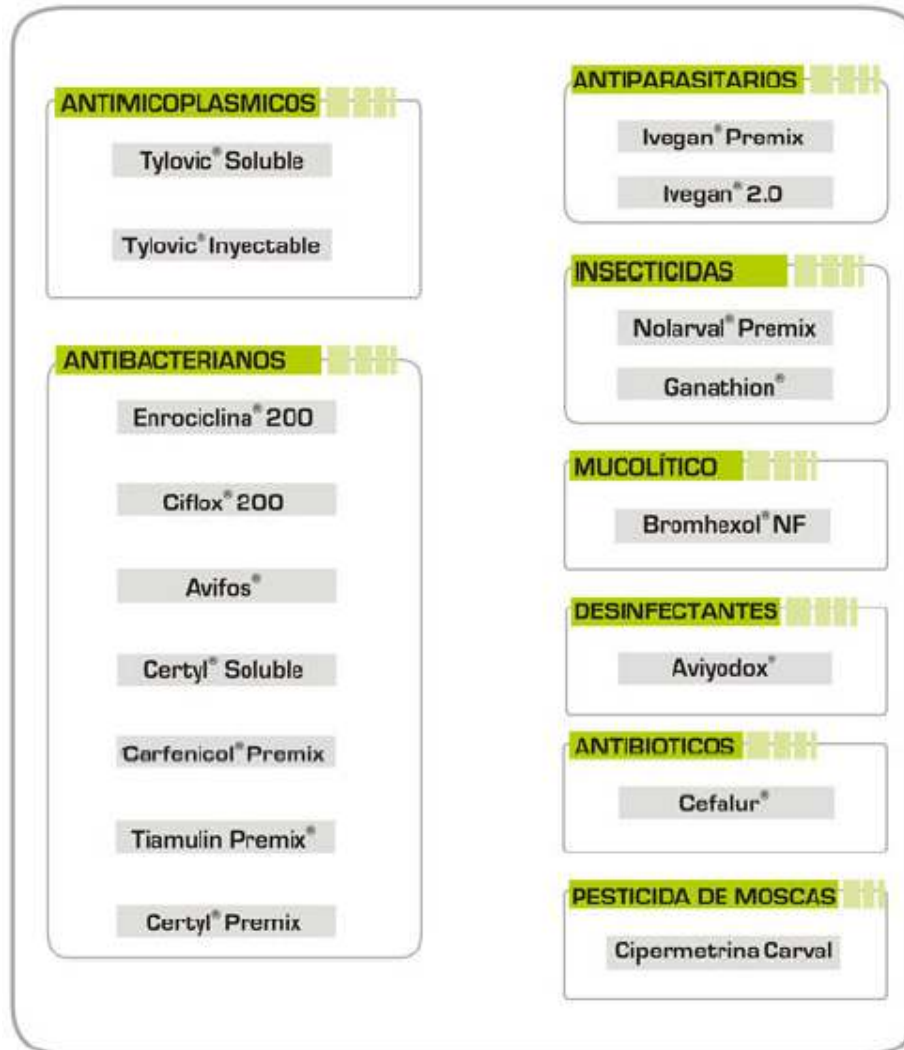 ANTIMICOPLASMICOS
Tylovic® Soluble
Tylovic® Inyectable
ANTIBACTERIANOS
Enrociclina® 200
Ciflox® 200
Avifos®
Certyl® Soluble
Carfenicol® Premix
Tiamulin Premix®
Certyl® Premix
ANTIPARASITARIOS
Ivegan® Premix
Ivegan® 2.0
INSECTICIDAS
Nolarval® Premix
Ganathion®
MUCOLÍTICO
Bromhexol® NF
DESINFECTANTES
Aviyodox®
ANTIBIOTICOS
Cefalur®
PESTICIDA DE MOSCAS
Cipermetrina Carval